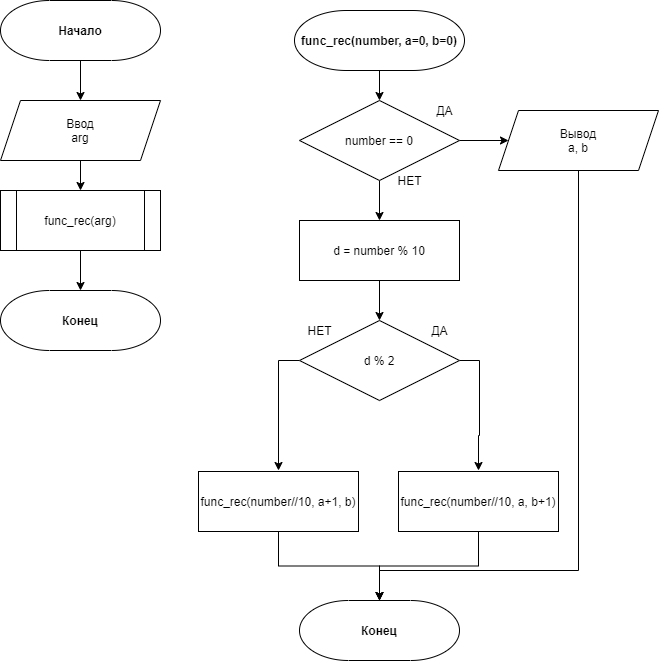 Начало
Ввод
arg
func_rec(arg)
Конец
func_rec(number, a=0, b=0)
ДА
number == 0
Вывод
a, b
НЕТ
d = number % 10
НЕТ
ДА
d % 2
func_rec(number//10, a+1, b)
func_rec(number//10, a, b+1)
Конец